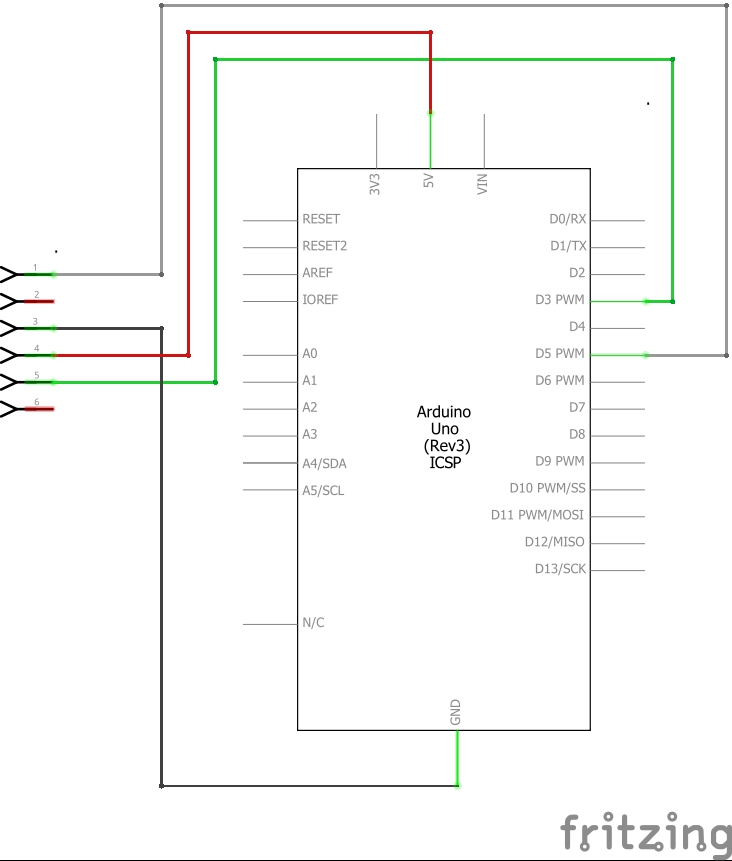 3V3
5V
VIN
RESET
D0/RX
RESET2
D1/TX
1
AREF
D2
2
IOREF
D3 PWM
3
D4
4
A0
D5 PWM
5
A1
D6 PWM
6
A2
D7
A3
D8
Arduino
Uno
(Rev3)
ICSP
A4/SDA
D9 PWM
A5/SCL
D10 PWM/SS
D11 PWM/MOSI
D12/MISO
D13/SCK
N/C
GND
fritzing